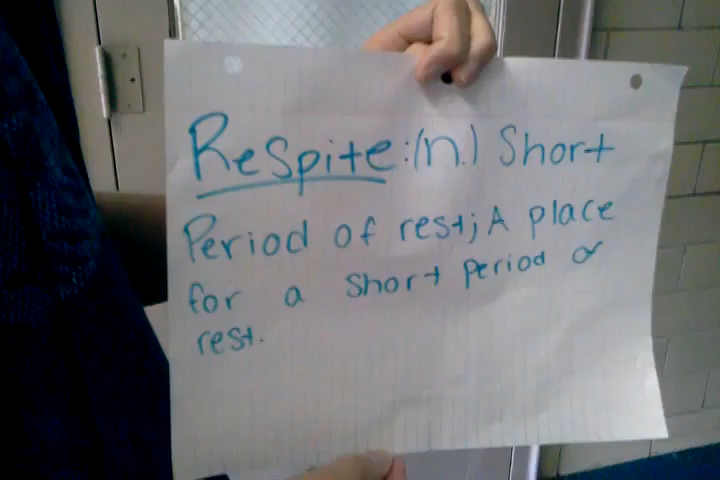 Respite: (n.) Short
Period of rest; A place
for a short period of
rest.